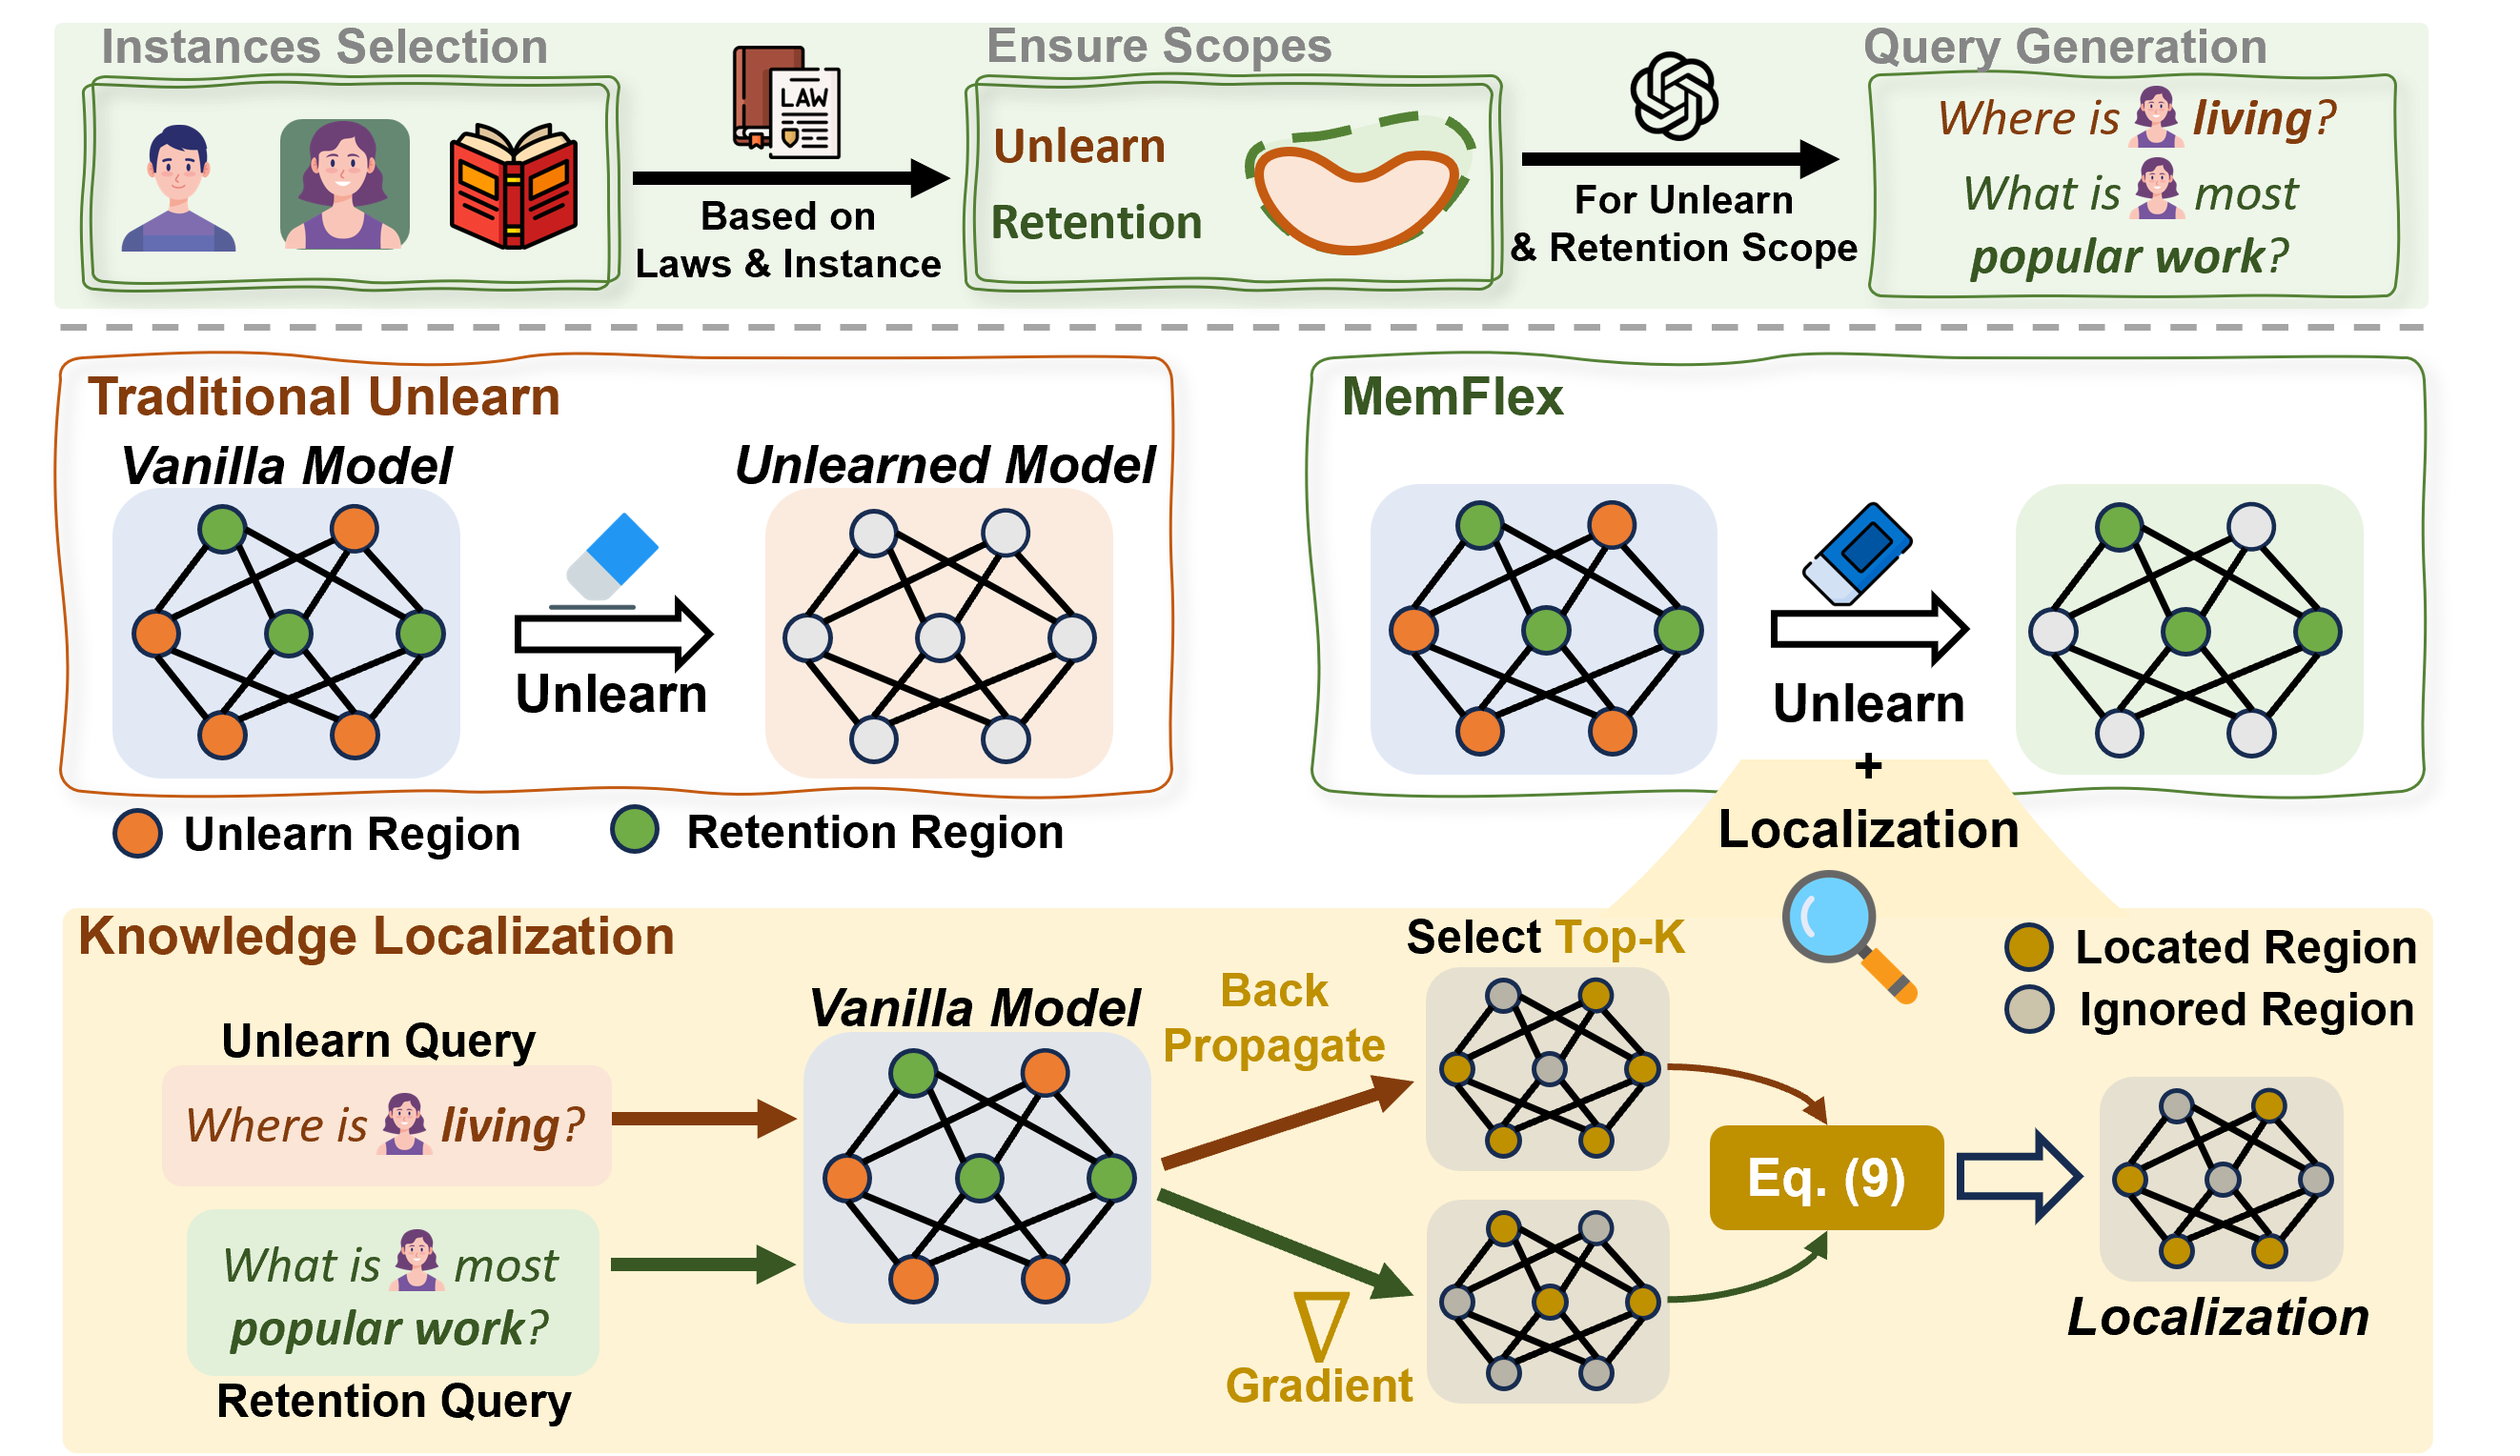 Instances Selection
Ensure Scopes
Query Generation
LAW
Based on
Laws & Instance
Unlearn
Retention
For Unlearn
& Retention Scope
Where is living?
What is most
popular work?
Traditional Unlearn
Vanilla Model
Unlearned Model
Unlearn
MemFlex
Unlearn
+
Localization
Unlearn Region
Retention Region
Knowledge Localization
Unlearn Query
Where is living?
What is most
popular work?
Retention Query
Vanilla Model
Back
Propagate
Gradient
Select Top-K
Eq. (9)
Located Region
Ignored Region
Localization